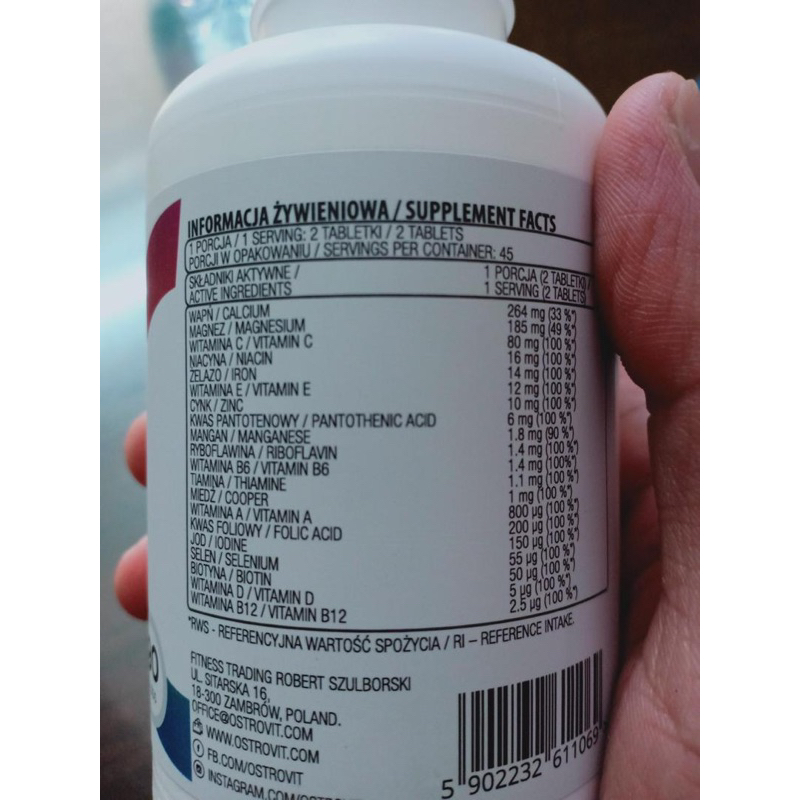 INFORMACJA ŻYWIENIOWA / SUPPLEMENT FACTS
1 PORCJA / 1 SERVING: 2 TABLETKI / 2 TABLETS
PORCJI W OPAKOWANIU / SERVINGS PER CONTAINER: 45
SKŁADNIKI AKTYWNE / 1 PORCJA (2 TABLETKI) /
ACTIVE INGREDIENTS 1 SERVING (2 TABLETS)
WAPŃ / CALCIUM 264 mg (33 %*)
MAGNEZ / MAGNESIUM 185 mg (49 %*)
WITAMINA C / VITAMIN C 80 mg (100 %*)
NIACYNA / NIACIN 16 mg (100 %*)
ŻELAZO / IRON 14 mg (100 %*)
WITAMINA E / VITAMIN E 12 mg (100 %*)
CYNK / ZINC 10 mg (100 %*)
KWAS PANTOTENOWY / PANTOTHENIC ACID 6 mg (100 %*)
MANGAN / MANGANESE 1.8 mg (90 %*)
RYBOFLAWINA / RIBOFLAVIN 1.4 mg (100 %*)
WITAMINA B6 / VITAMIN B6 1.4 mg (100%*)
TIAMINA / THIAMINE 1.1 mg (100 %*)
MIEDŹ / COOPER 1 mg (100 %*)
WITAMINA A / VITAMIN A 800 µg (100 %*)
KWAS FOLIOWY / FOLIC ACID 200 µg (100 %*)
JOD / IODINE 150 µg (100 %*)
SELEN / SELENIUM 55 µg (100 %*)
BIOTYNA / BIOTIN 50 µg (100 %*)
WITAMINA D / VITAMIN D 5 µg (100 %*)
WITAMINA B12 / VITAMIN B12 2.5 µg (100 %*)
*RWS - REFERENCYJNA WARTOŚĆ SPOŻYCIA / RI – REFERENCE INTAKE.
FITNESS TRADING ROBERT SZULBORSKI
UL. SITARSKA 16,
18-300 ZAMBRÓW, POLAND.
OFFICE@OSTROVIT.COM
WWW.OSTROVIT.COM
FB.COM/OSTROVIT
INSTAGRAM.COM/OSTROVI
5 902232 611069